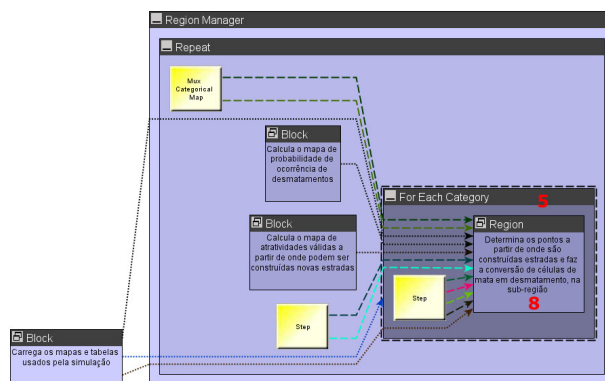 Region Manager
Repeat
Mux
Categorical
Map
Block
Calcula o mapa de
probabilidade de
ocorrência de
desmatamentos
For Each Category
5
Region
Determina os pontos a
partir de onde são
construídas estradas e faz
a conversão de células de
mata em desmatamento, na
sub-região
8
Block
Calcula o mapa de
atratividades válidas a
partir de onde podem ser
construídas novas estradas
Step
Step
Block
Carrega os mapas e tabelas
usados pela simulação